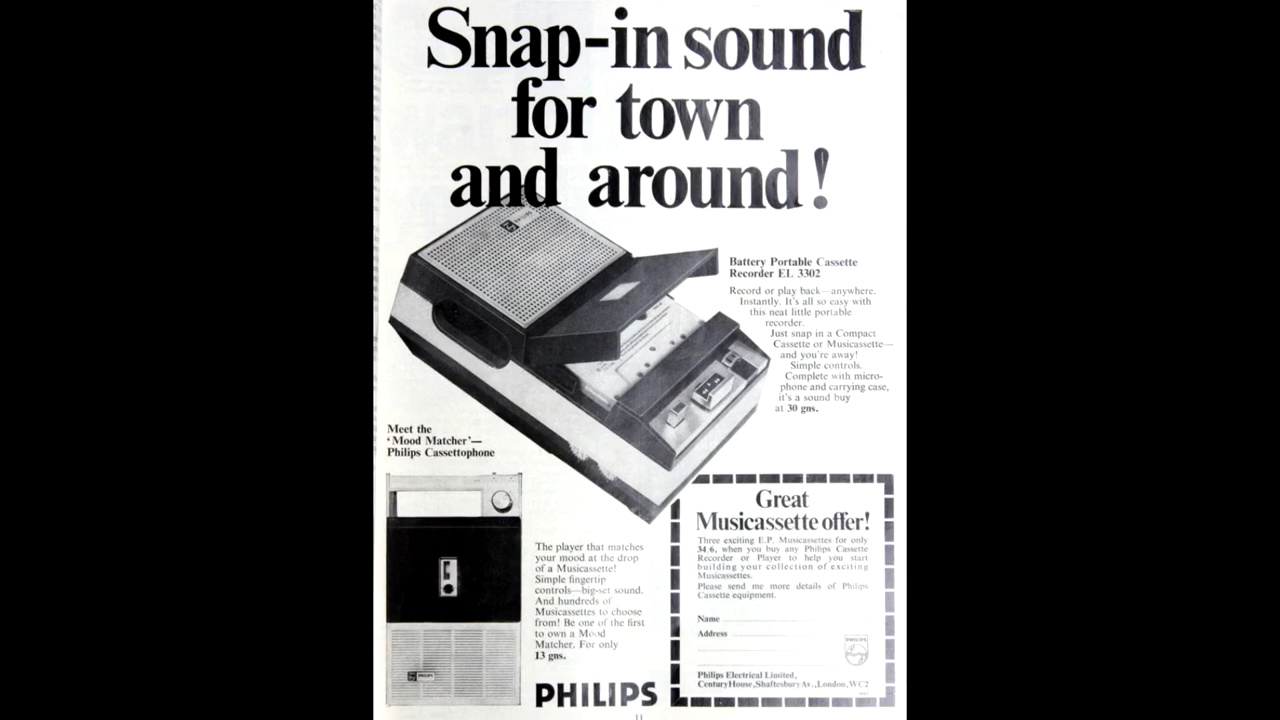 Snap-in sound
for town
and around!
PHILIPS
Battery Portable Cassette
Recorder EL 3302
Record or play back—anywhere.
Instantly. It's all so easy with
this neat little portable
recorder.
Just snap in a Compact
Cassette or Musicassette—
and you're away!
Simple controls.
Complete with micro-
phone and carrying case,
it's a sound buy
at 30 gns.
Meet the
'Mood Matcher'—
Philips Cassettophone
PHILIPS
The player that matches
your mood at the drop
of a Musicassette!
Simple fingertip
controls—big-set sound.
And hundreds of
Musicassettes to choose
from! Be one of the first
to own a Mood
Matcher. For only
13 gns.
PHILIPS
Great
Musicassette offer!
Three exciting E.P. Musicassettes for only
34/6, when you buy any Philips Cassette
Recorder or Player to help you start
building your collection of exciting
Musicassettes.
Please send me more details of Philips
Cassette equipment.
Name
Address
PHILIPS
Philips Electrical Limited,
Century House, Shaftesbury Av., London, WC2
11